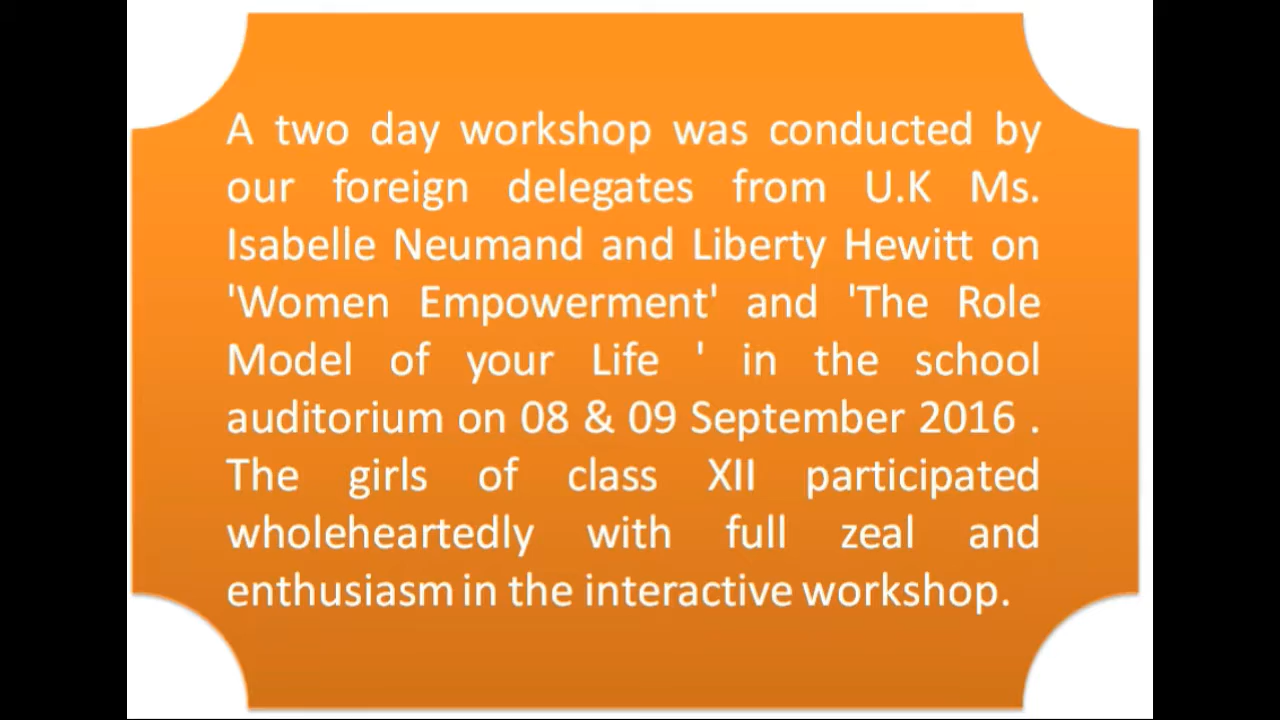 A two day workshop was conducted by
our foreign delegates from U.K Ms.
Isabelle Neumand and Liberty Hewitt on
'Women Empowerment' and 'The Role
Model of your Life ' in the school
auditorium on 08 & 09 September 2016 .
The girls of class XII participated
wholeheartedly with full zeal and
enthusiasm in the interactive workshop.